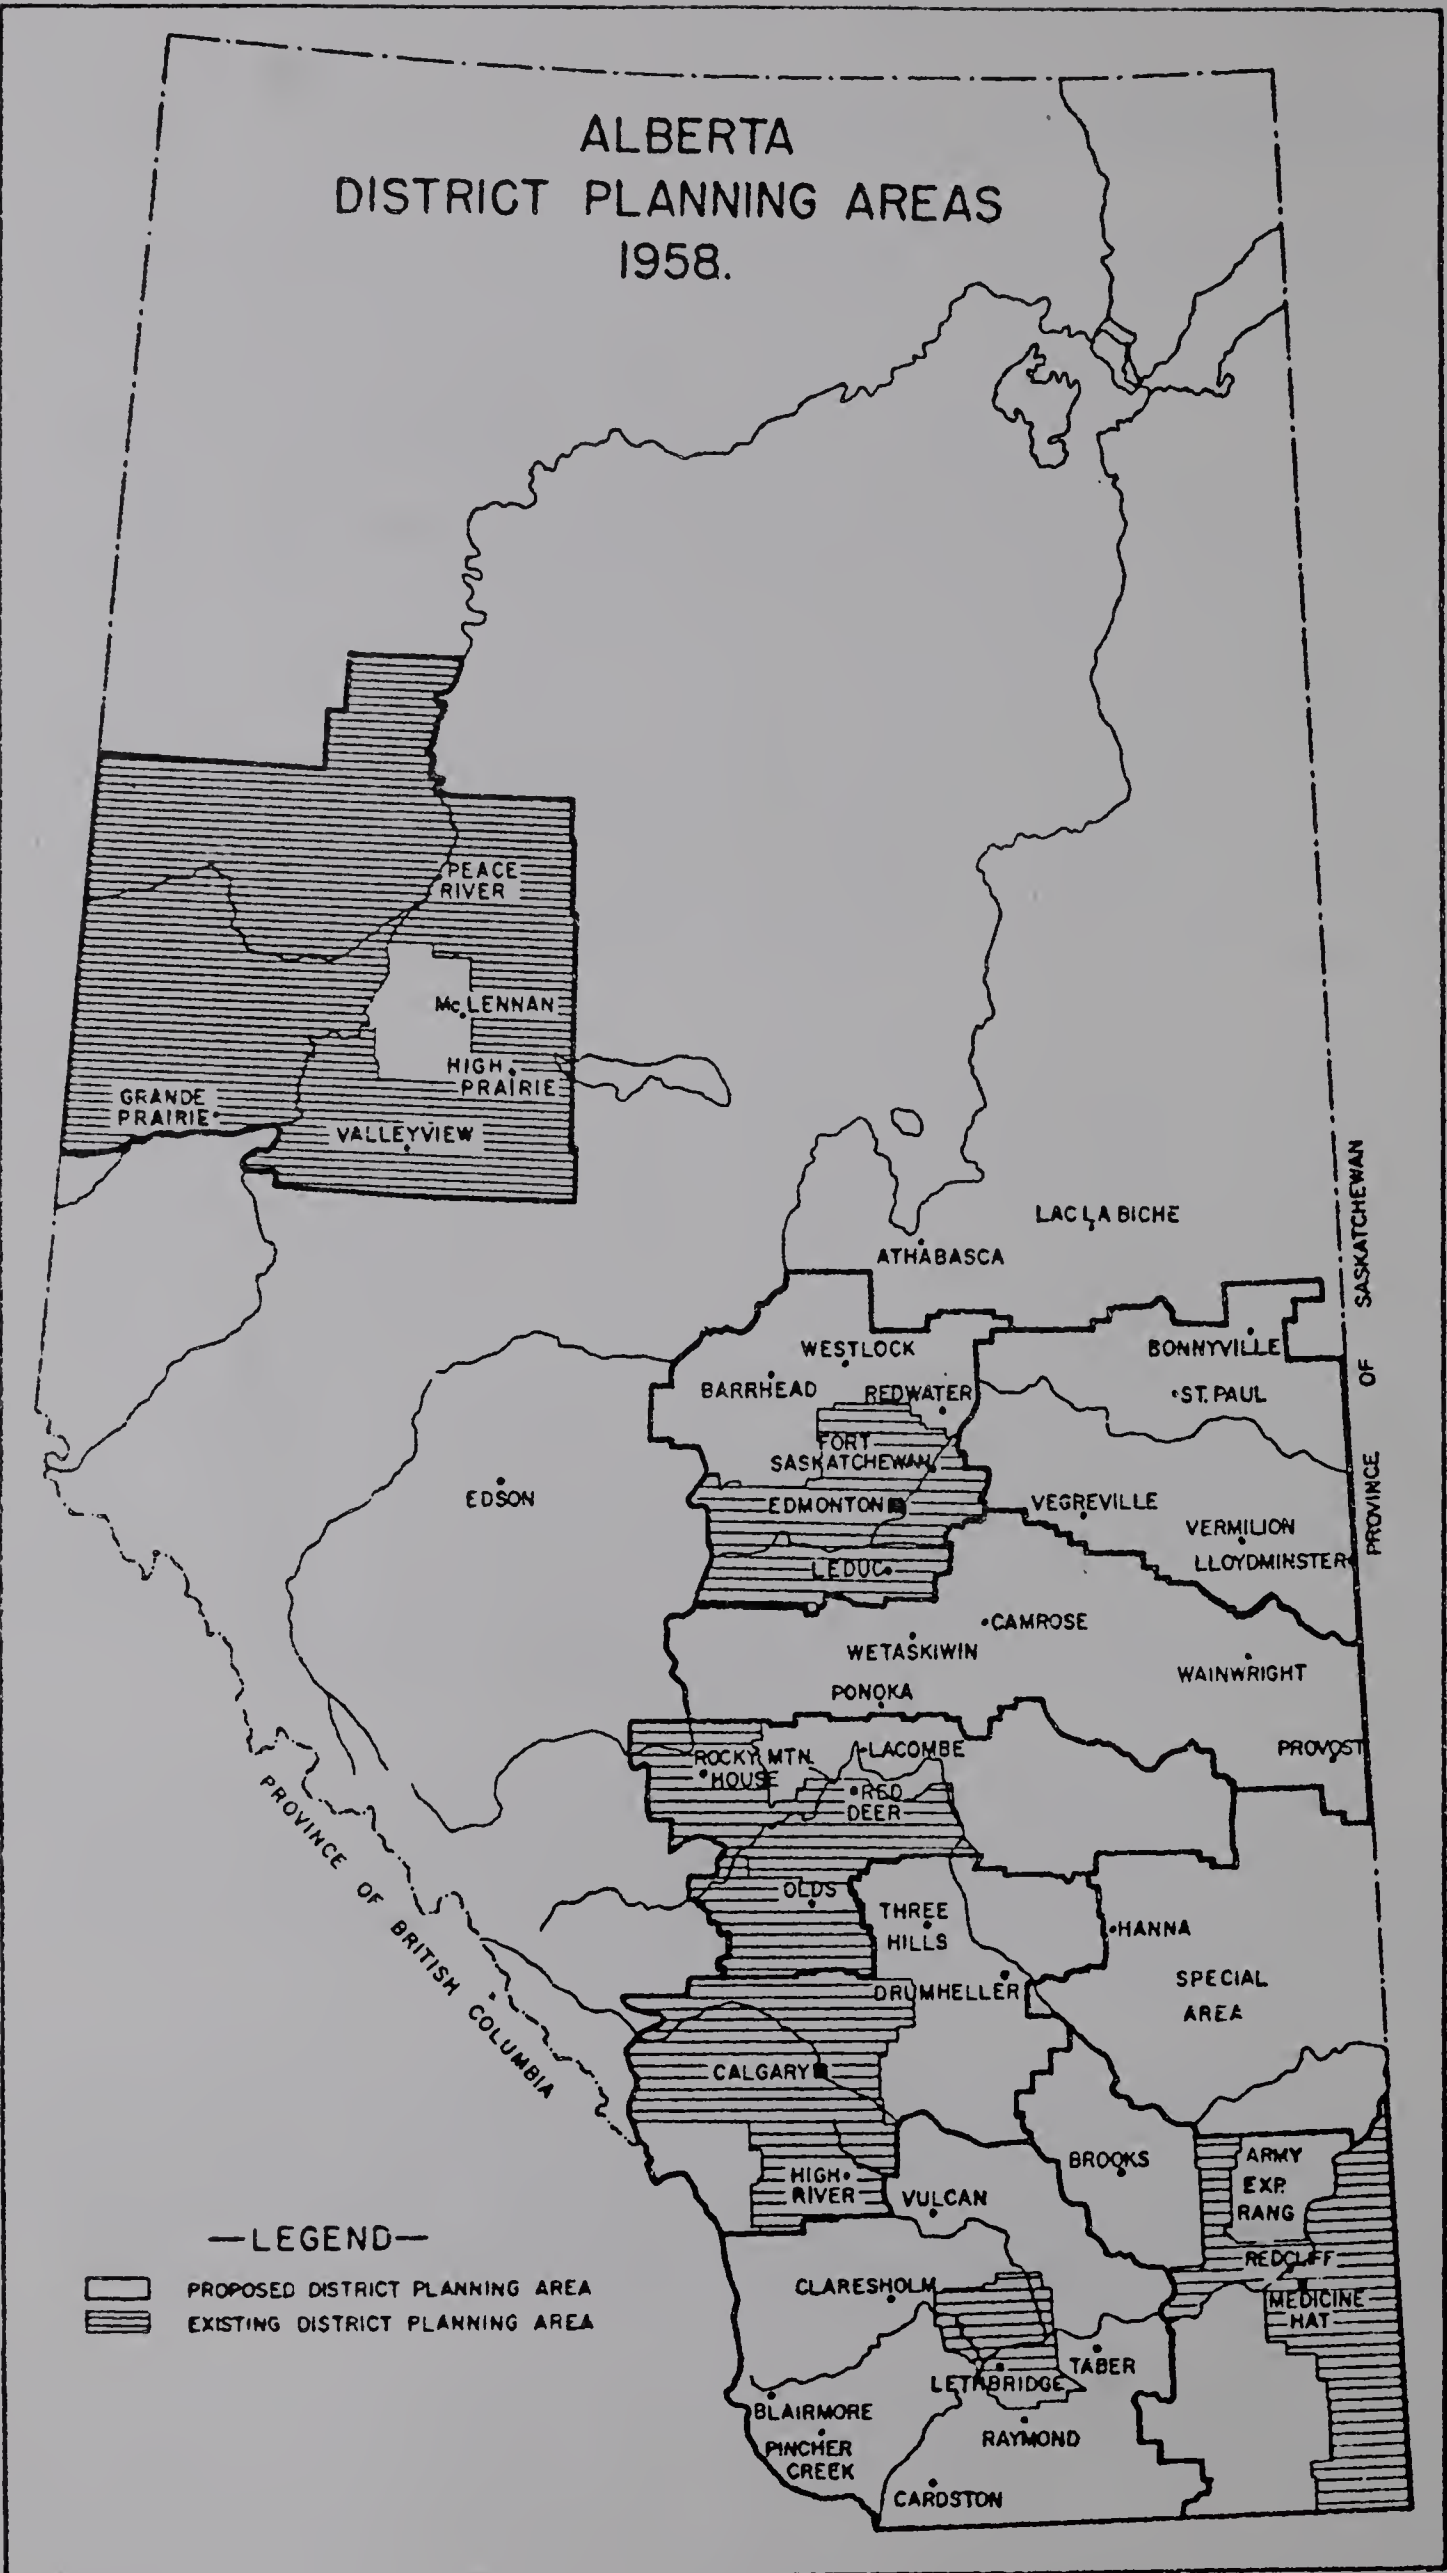 ALBERTA
DISTRICT PLANNING AREAS
1958.
PEACE
RIVER
Mc.LENNAN
HIGH
PRAIRIE
GRANDE
PRAIRIE
VALLEYVIEW
LAC LA BICHE
ATHABASCA
WESTLOCK
BONNYVILLE
BARRHEAD
REDWATER
ST. PAUL
FORT
SASKATCHEWAN
EDSON
EDMONTON
VEGREVILLE
VERMILION
LLOYDMINSTER
LEDUC
CAMROSE
WETASKIWIN
WAINWRIGHT
PONOKA
PROVOST
LACOMBE
ROCKY MTN.
HOUSE
RED
DEER
OLDS
THREE
HILLS
HANNA
DRUMHELLER
SPECIAL
AREA
CALGARY
BROOKS
ARMY
EXP.
RANG
HIGH
RIVER
VULCAN
REDCLIFF
MEDICINE
HAT
CLARESHOLM
TABER
LETHBRIDGE
BLAIRMORE
RAYMOND
PINCHER
CREEK
CARDSTON
PROVINCE OF SASKATCHEWAN
PROVINCE OF BRITISH COLUMBIA
—LEGEND—
PROPOSED DISTRICT PLANNING AREA
EXISTING DISTRICT PLANNING AREA